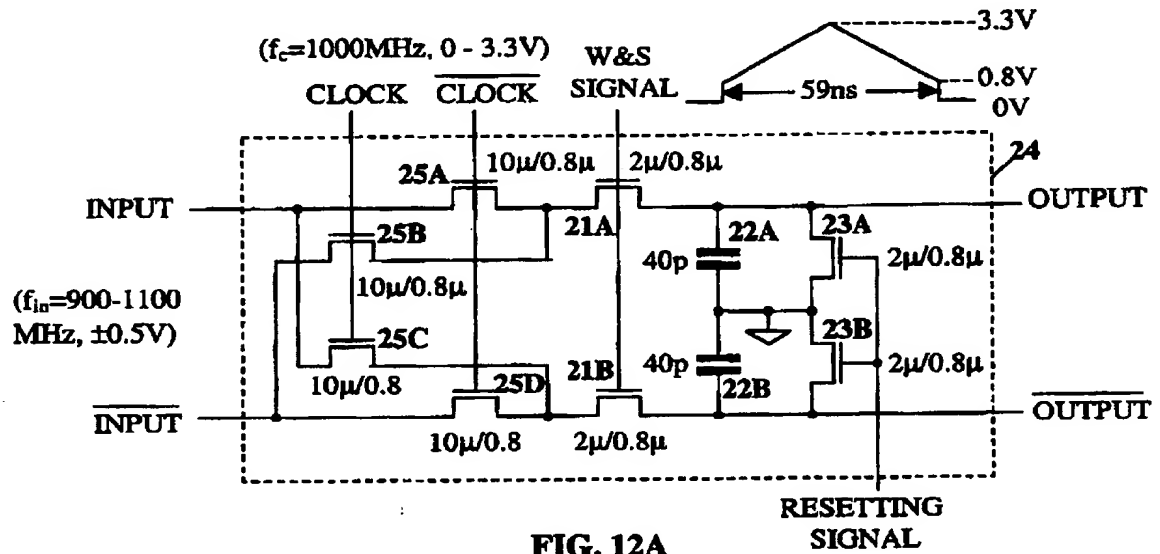 3.3V
(fc=1000MHz, 0 - 3.3V)
W&S
SIGNAL
CLOCK
CLOCK
59ns
0.8V
0V
10µ/0.8µ
2µ/0.8µ
24
25A
INPUT
OUTPUT
21A
22A
23A
25B
40p
2µ/0.8µ
10µ/0.8µ
(fin=900-1100
MHz, ±0.5V)
25C
23B
21B
40p
2µ/0.8µ
10µ/0.8
25D
22B
INPUT
OUTPUT
10µ/0.8
2µ/0.8µ
RESETTING
SIGNAL
FIG. 12A